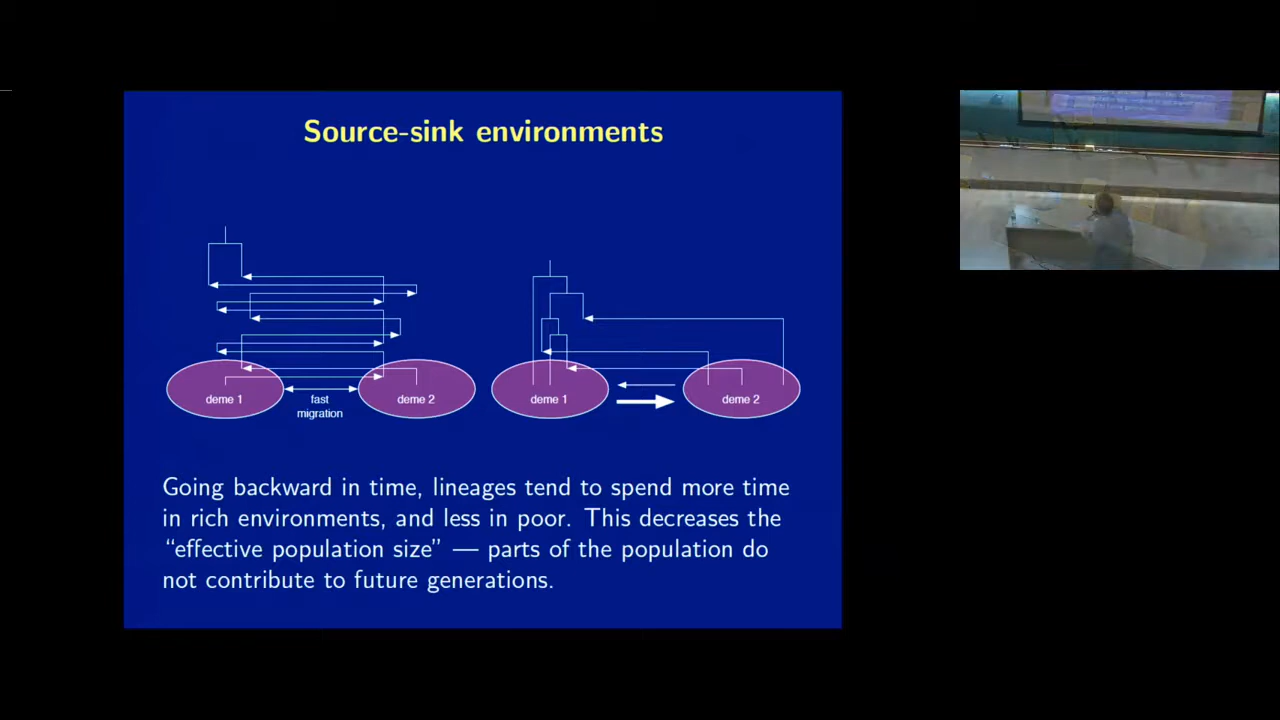 Source-sink environments
deme 1
fast
migration
deme 2
deme 1
deme 2
Going backward in time, lineages tend to spend more time
in rich environments, and less in poor. This decreases the
“effective population size” — parts of the population do
not contribute to future generations.